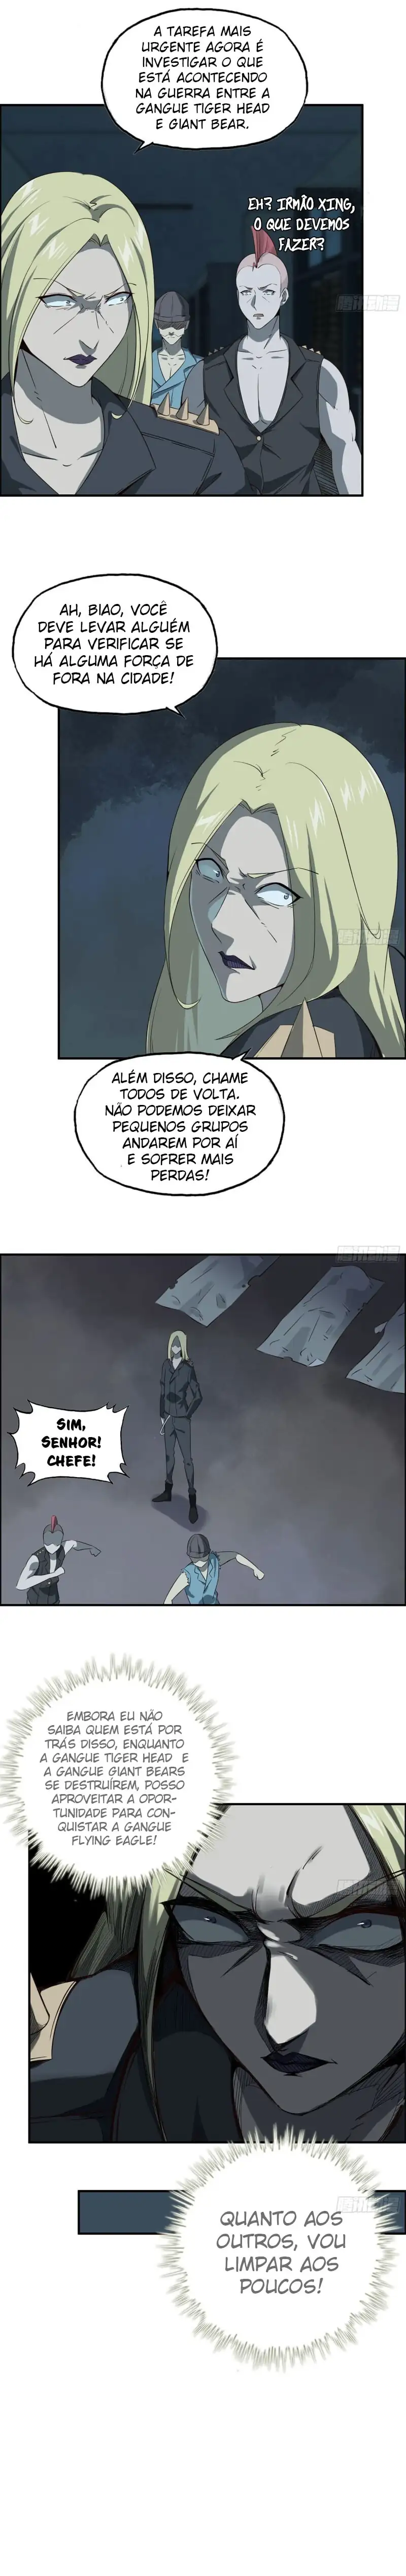 A TAREFA MAIS
URGENTE AGORA É
INVESTIGAR O QUE
ESTÁ ACONTECENDO
NA GUERRA ENTRE A
GANGUE TIGER HEAD
E GIANT BEAR.
EH? IRMÃO XING,
O QUE DEVEMOS
FAZER?
AH, BIAO, VOCÊ
DEVE LEVAR ALGUÉM
PARA VERIFICAR SE
HÁ ALGUMA FORÇA DE
FORA NA CIDADE!
ALÉM DISSO, CHAME
TODOS DE VOLTA.
NÃO PODEMOS DEIXAR
PEQUENOS GRUPOS
ANDAREM POR AÍ
E SOFRER MAIS
PERDAS!
SIM,
SENHOR!
CHEFE!
EMBORA EU NÃO
SAIBA QUEM ESTÁ POR
TRÁS DISSO, ENQUANTO
A GANGUE TIGER HEAD E
A GANGUE GIANT BEARS
SE DESTRUÍREM, POSSO
APROVEITAR A OPOR-
TUNIDADE PARA CON-
QUISTAR A GANGUE
FLYING EAGLE!
QUANTO AOS
OUTROS, VOU
LIMPAR AOS
POUCOS!